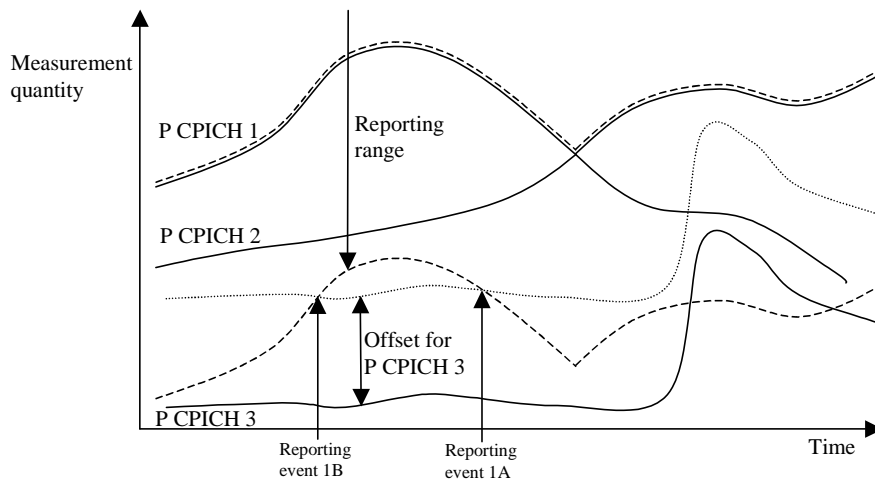 Measurement
quantity
P CPICH 1
Reporting
range
P CPICH 2
Offset for
P CPICH 3
P CPICH 3
Reporting
event 1B
Reporting
event 1A
Time